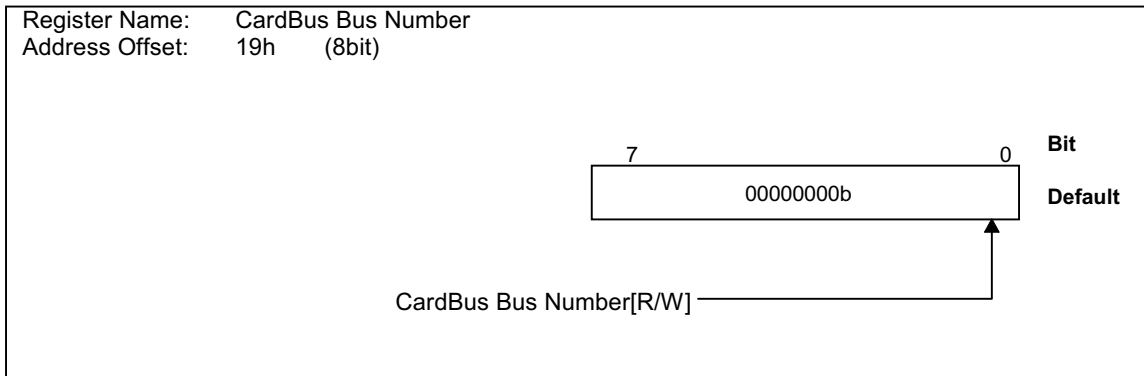 Register Name: CardBus Bus Number
Address Offset: 19h (8bit)
7 0 Bit
00000000b Default
CardBus Bus Number[R/W]